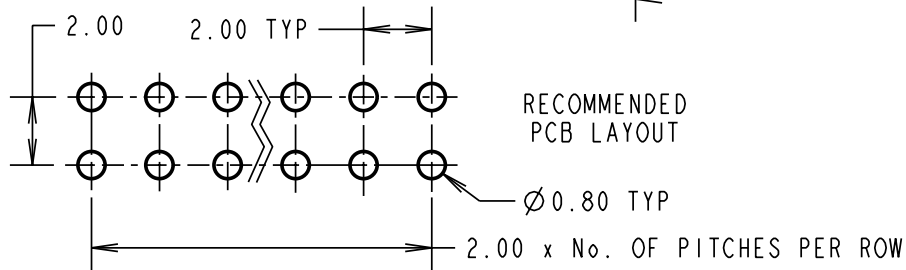 2.00
2.00 TYP
RECOMMENDED
PCB LAYOUT
Ø0.80 TYP
2.00 x No. OF PITCHES PER ROW